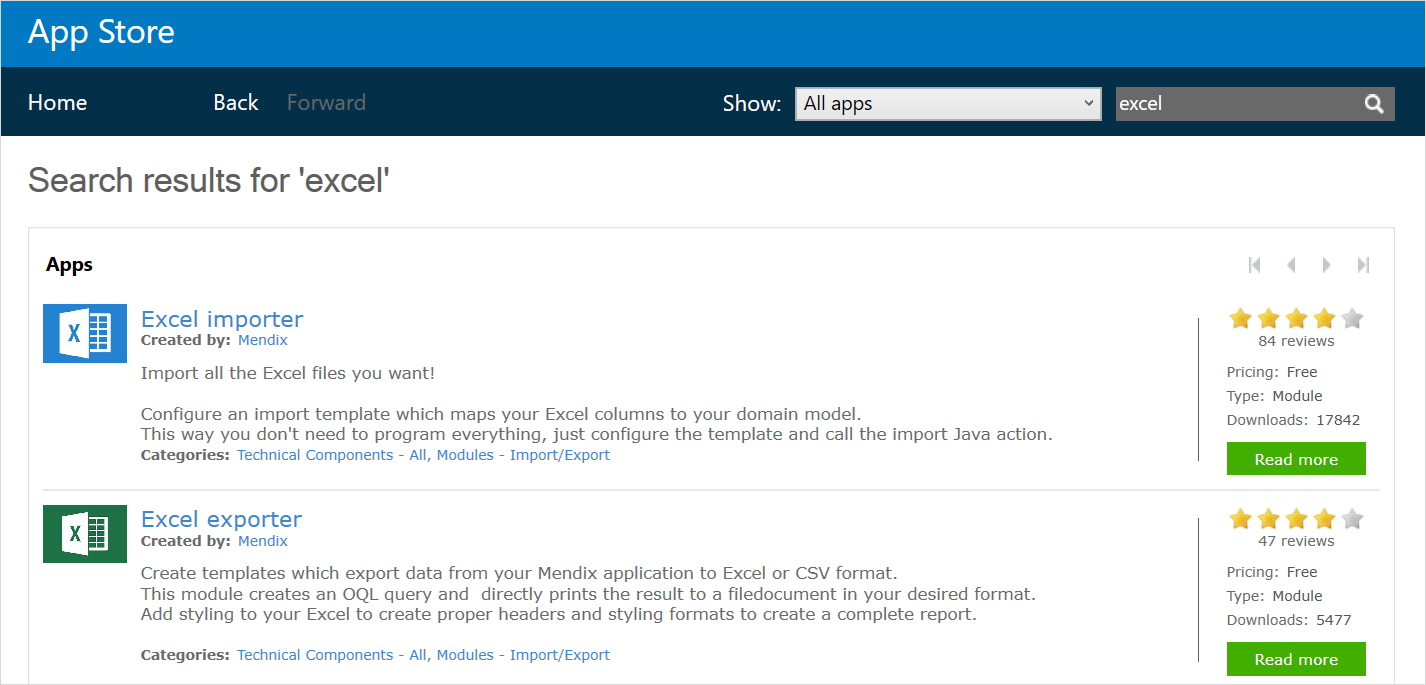 App Store
Home Back Forward Show: All apps excel
Search results for 'excel'
Apps
Excel importer
Created by: Mendix
Import all the Excel files you want!
Configure an import template which maps your Excel columns to your domain model.
This way you don't need to program everything, just configure the template and call the import Java action.
Categories: Technical Components - All, Modules - Import/Export
84 reviews
Pricing: Free
Type: Module
Downloads: 17842
Read more
Excel exporter
Created by: Mendix
Create templates which export data from your Mendix application to Excel or CSV format.
This module creates an OQL query and  directly prints the result to a filedocument in your desired format.
Add styling to your Excel to create proper headers and styling formats to create a complete report.
Categories: Technical Components - All, Modules - Import/Export
47 reviews
Pricing: Free
Type: Module
Downloads: 5477
Read more